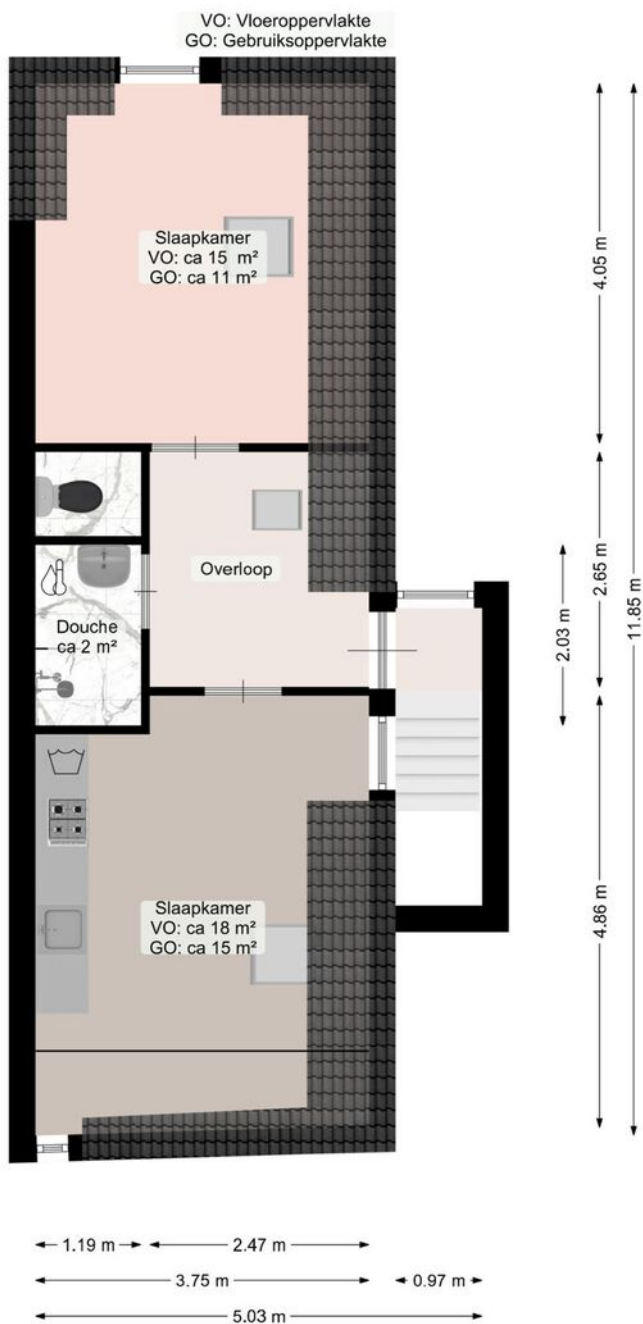 VO: Vloeroppervlakte
GO: Gebruiksoppervlakte
Slaapkamer
VO: ca 15 m²
GO: ca 11 m²
4.05 m
Overloop
2.65 m
11.85 m
2.03 m
Douche
ca 2 m²
Slaapkamer
VO: ca 18 m²
GO: ca 15 m²
4.86 m
1.19 m
2.47 m
3.75 m
0.97 m
5.03 m